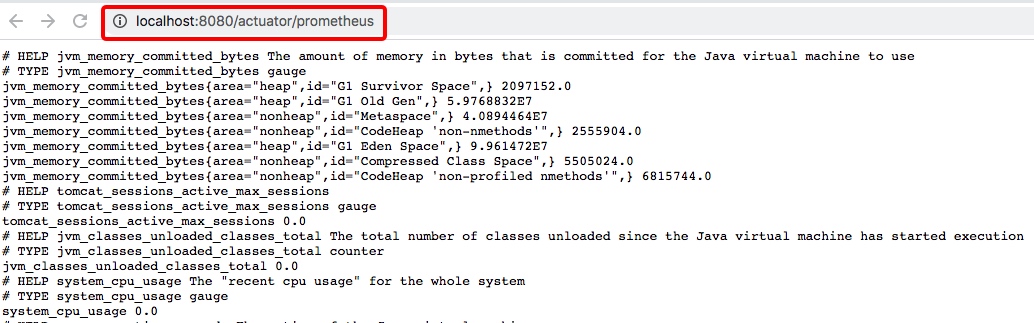 localhost:8080/actuator/prometheus
# HELP jvm_memory_committed_bytes The amount of memory in bytes that is committed for the Java virtual machine to use
# TYPE jvm_memory_committed_bytes gauge
jvm_memory_committed_bytes{area="heap",id="G1 Survivor Space",} 2097152.0
jvm_memory_committed_bytes{area="heap",id="G1 Old Gen",} 5.9768832E7
jvm_memory_committed_bytes{area="nonheap",id="Metaspace",} 4.0894464E7
jvm_memory_committed_bytes{area="nonheap",id="CodeHeap 'non-nmethods'",} 2555904.0
jvm_memory_committed_bytes{area="heap",id="G1 Eden Space",} 9.961472E7
jvm_memory_committed_bytes{area="nonheap",id="Compressed Class Space",} 5505024.0
jvm_memory_committed_bytes{area="nonheap",id="CodeHeap 'non-profiled nmethods'",} 6815744.0
# HELP tomcat_sessions_active_max_sessions
# TYPE tomcat_sessions_active_max_sessions gauge
tomcat_sessions_active_max_sessions 0.0
# HELP jvm_classes_unloaded_classes_total The total number of classes unloaded since the Java virtual machine has started execution
# TYPE jvm_classes_unloaded_classes_total counter
jvm_classes_unloaded_classes_total 0.0
# HELP system_cpu_usage The "recent cpu usage" for the whole system
# TYPE system_cpu_usage gauge
system_cpu_usage 0.0